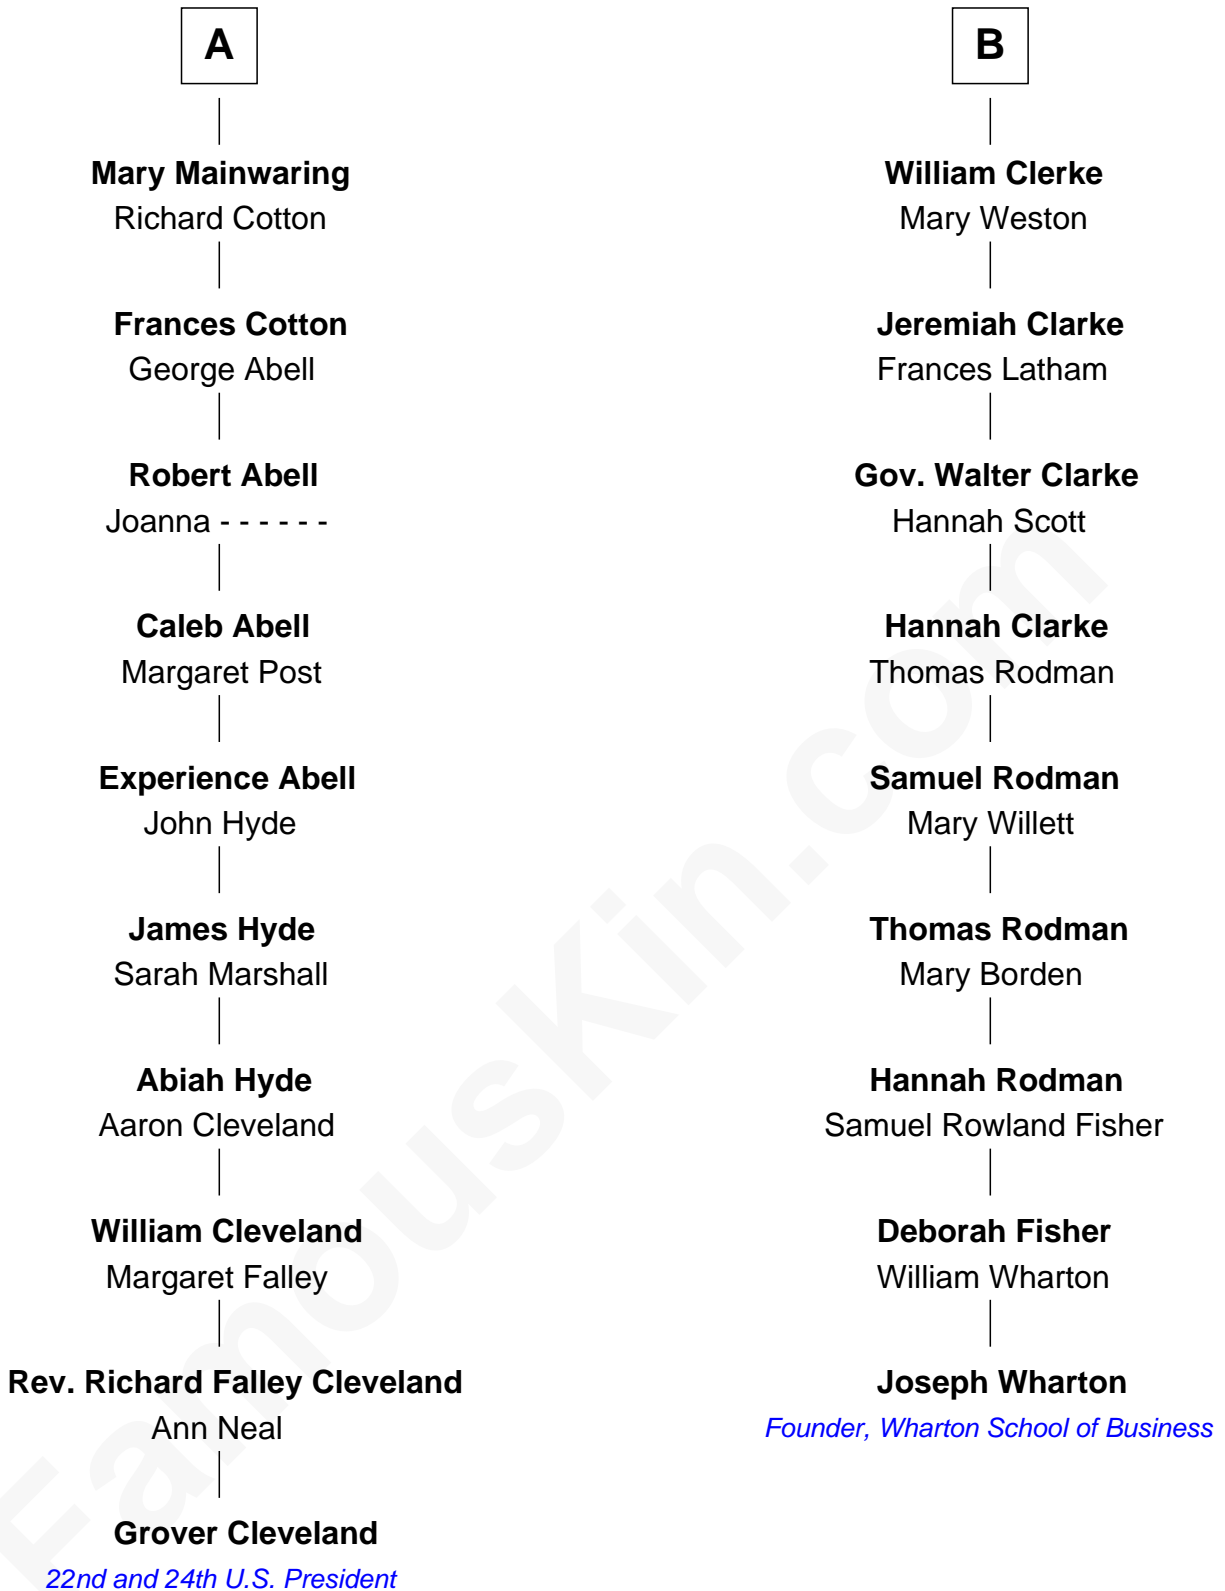 A
Mary Mainwaring
Richard Cotton
Frances Cotton
George Abell
Robert Abell
Joanna - - - - - -
Caleb Abell
Margaret Post
Experience Abell
John Hyde
James Hyde
Sarah Marshall
Abiah Hyde
Aaron Cleveland
William Cleveland
Margaret Falley
Rev. Richard Falley Cleveland
Ann Neal
Grover Cleveland
22nd and 24th U.S. President
B
William Clerke
Mary Weston
Jeremiah Clarke
Frances Latham
Gov. Walter Clarke
Hannah Scott
Hannah Clarke
Thomas Rodman
Samuel Rodman
Mary Willett
Thomas Rodman
Mary Borden
Hannah Rodman
Samuel Rowland Fisher
Deborah Fisher
William Wharton
Joseph Wharton
Founder, Wharton School of Business
FamousKin.com